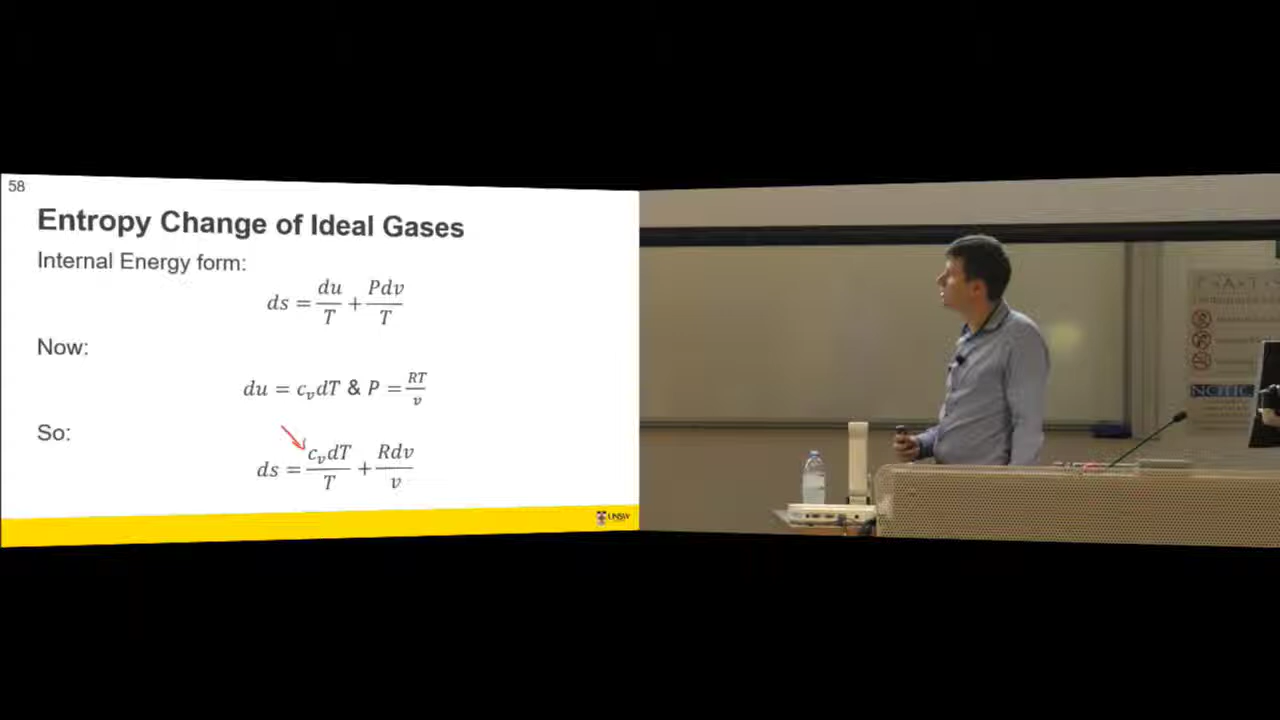 58
Entropy Change of Ideal Gases
Internal Energy form:
ds = du/T + Pdv/T
Now:
du = c_v dT & P = RT/v
So:
ds = c_v dT/T + Rdv/v
UNSW